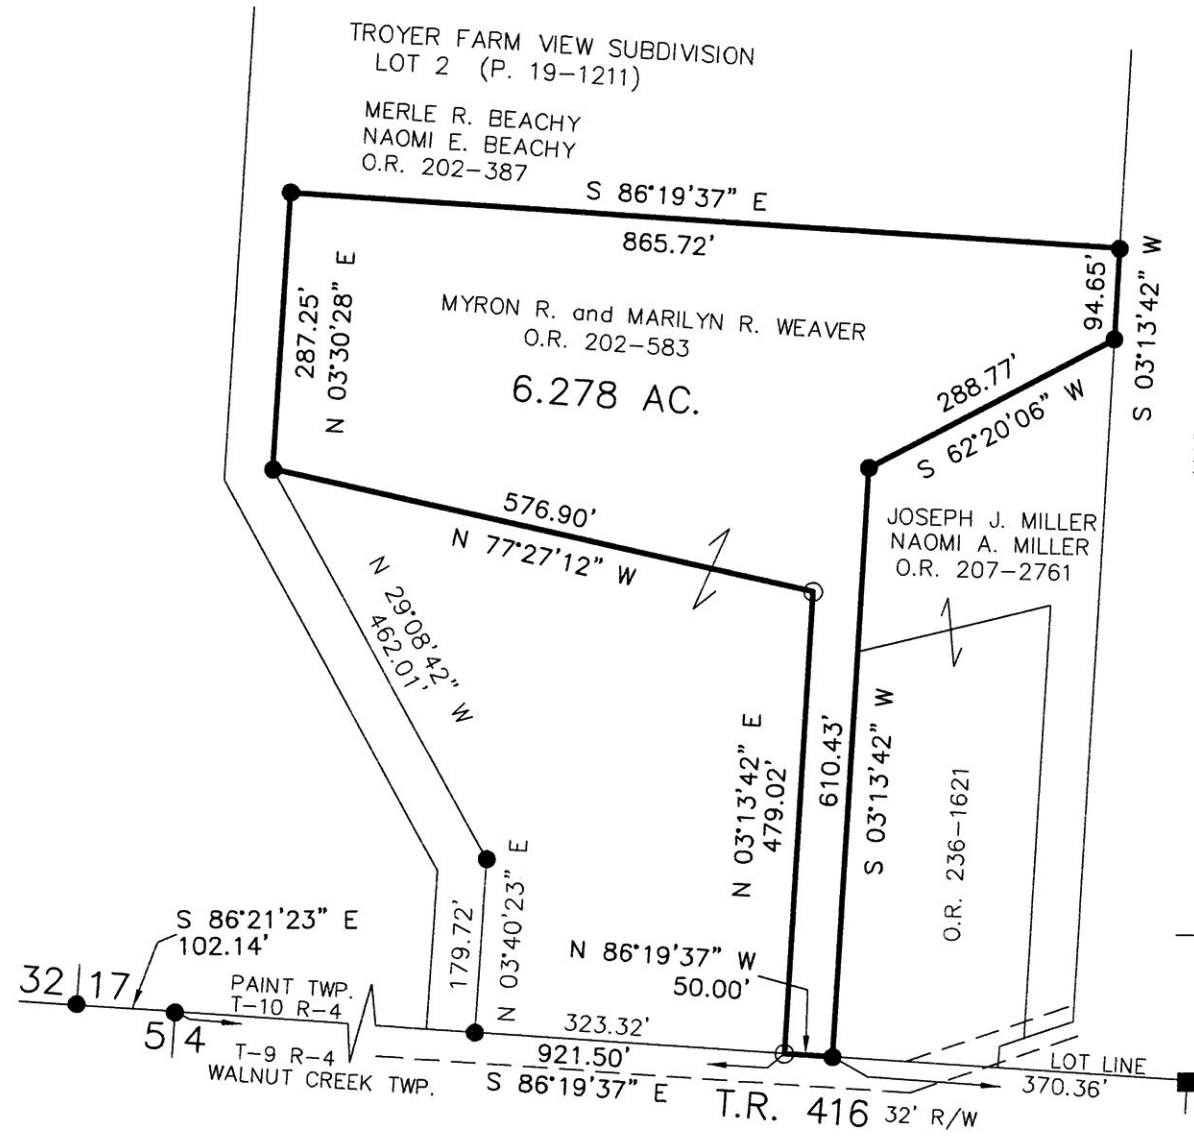 TROYER FARM VIEW SUBDIVISION
LOT 2 (P. 19-1211)
MERLE R. BEACHY
NAOMI E. BEACHY
O.R. 202-387
S 86°19'37" E
865.72'
287.25'
N 03°30'28" E
MYRON R. and MARILYN R. WEAVER
O.R. 202-583
6.278 AC.
94.65'
S 03°13'42" W
288.77'
S 62°20'06" W
576.90'
N 77°27'12" W
JOSEPH J. MILLER
NAOMI A. MILLER
O.R. 207-2761
N 29°08'42" W
462.01'
N 03°13'42" E
479.02'
610.43'
S 03°13'42" W
O.R. 236-1621
179.72'
N 03°40'23" E
S 86°21'23" E
102.14'
N 86°19'37" W
50.00'
32 17
PAINT TWP.
T-10 R-4
5 4
T-9 R-4
WALNUT CREEK TWP.
323.32'
921.50'
S 86°19'37" E
T.R. 416 32' R/W
LOT LINE
370.36'